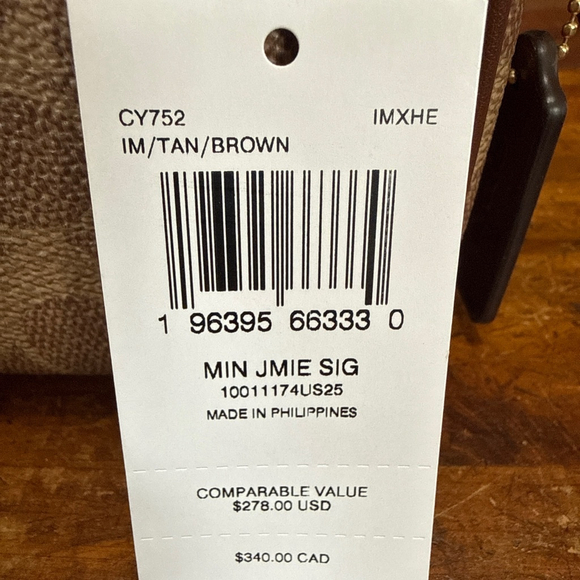 CY752 IMXHE
IM/TAN/BROWN
1 96395 66333 0
MIN JMIE SIG
10011174US25
MADE IN PHILIPPINES
COMPARABLE VALUE
$278.00 USD
$340.00 CAD